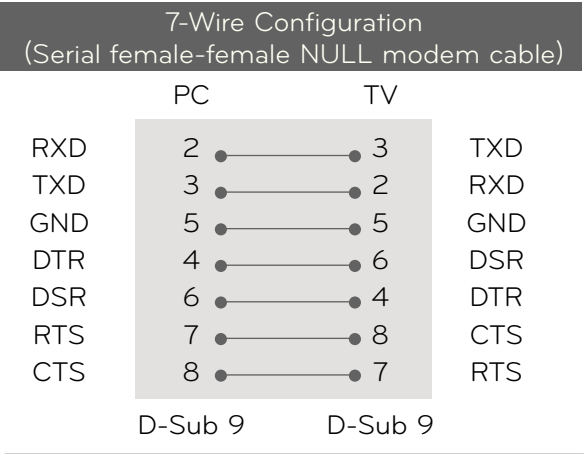 7-Wire Configuration
(Serial female-female NULL modem cable)
PC TV
RXD 2 3 TXD
TXD 3 2 RXD
GND 5 5 GND
DTR 4 6 DSR
DSR 6 4 DTR
RTS 7 8 CTS
CTS 8 7 RTS
D-Sub 9 D-Sub 9